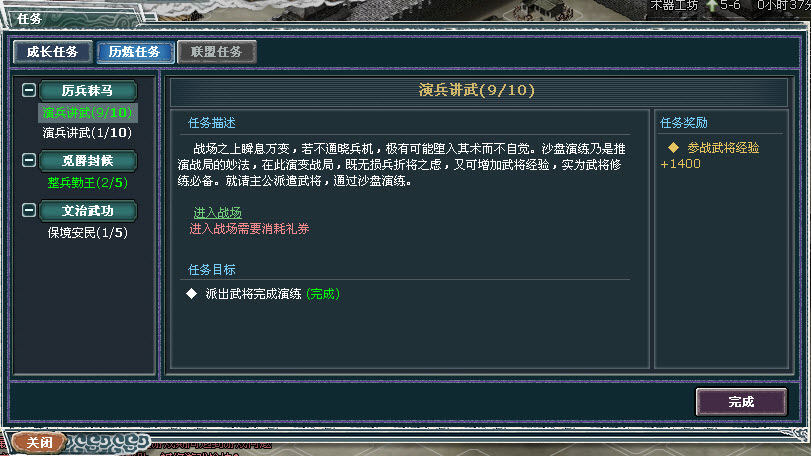 任务
木器工坊 5-6 0小时37分
成长任务 历炼任务 联盟任务
厉兵秣马
演兵讲武(9/10)
演兵讲武(1/10)
觅爵封候
整兵勤王(2/5)
文治武功
保境安民(1/5)
演兵讲武(9/10)
任务描述
战场之上瞬息万变，若不通晓兵机，极有可能堕入其术而不自觉。沙盘演练乃是推
演战局的妙法，在此演变战局，既无损兵折将之虑，又可增加武将经验，实为武将修
练必备。就请主公派遣武将，通过沙盘演练。
进入战场
进入战场需要消耗礼券
任务目标
◆ 派出武将完成演练 (完成)
任务奖励
◆ 参战武将经验
+1400
完成
关闭